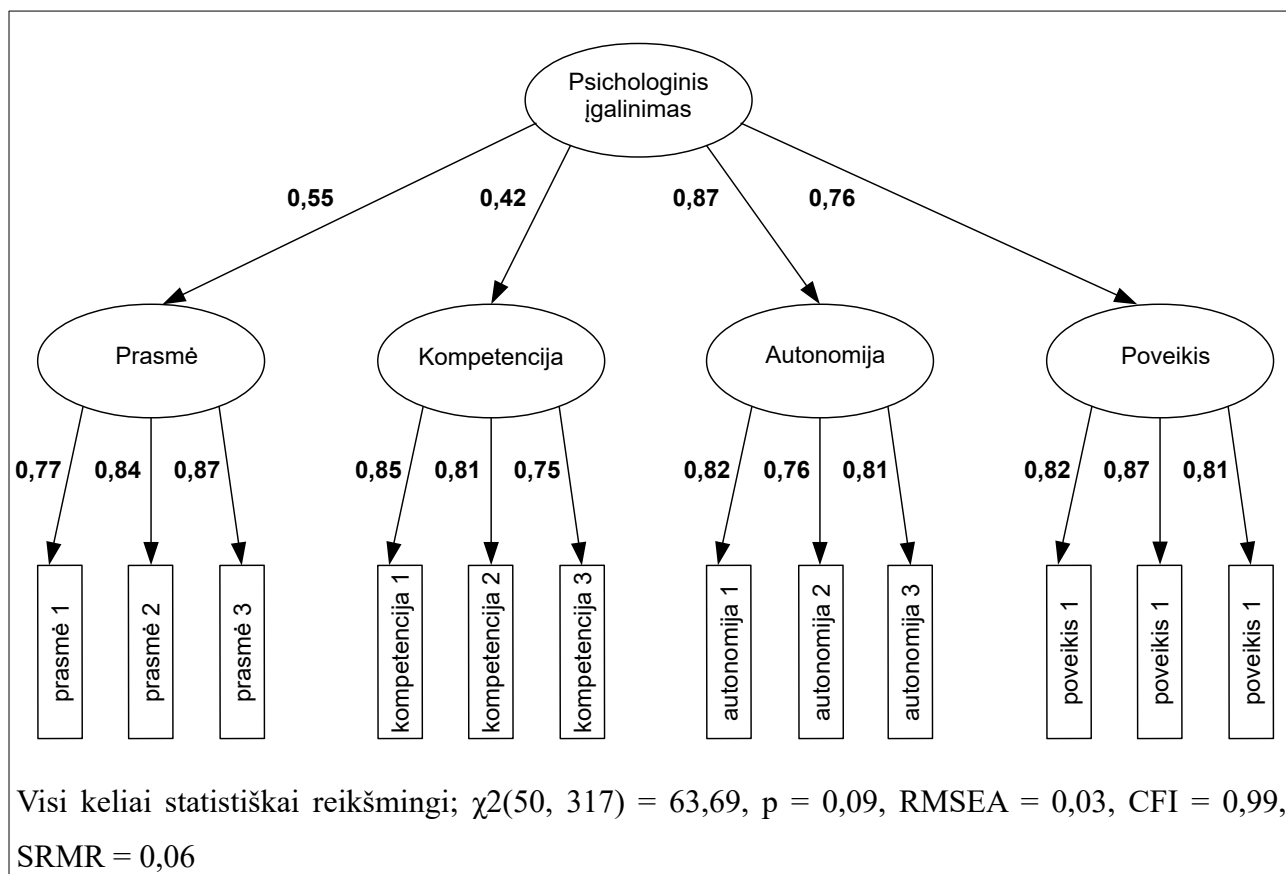 Psichologinis
įgalinimas
0,55
0,42
0,87
0,76
Prasmė
Kompetencija
Autonomija
Poveikis
0,77
0,84
0,87
0,85
0,81
0,75
0,82
0,76
0,81
0,82
0,87
0,81
prasmė 1
prasmė 2
prasmė 3
kompetencija 1
kompetencija 2
kompetencija 3
autonomija 1
autonomija 2
autonomija 3
poveikis 1
poveikis 1
poveikis 1
Visi keliai statistiškai reikšmingi; χ2(50, 317) = 63,69, p = 0,09, RMSEA = 0,03, CFI = 0,99,
SRMR = 0,06